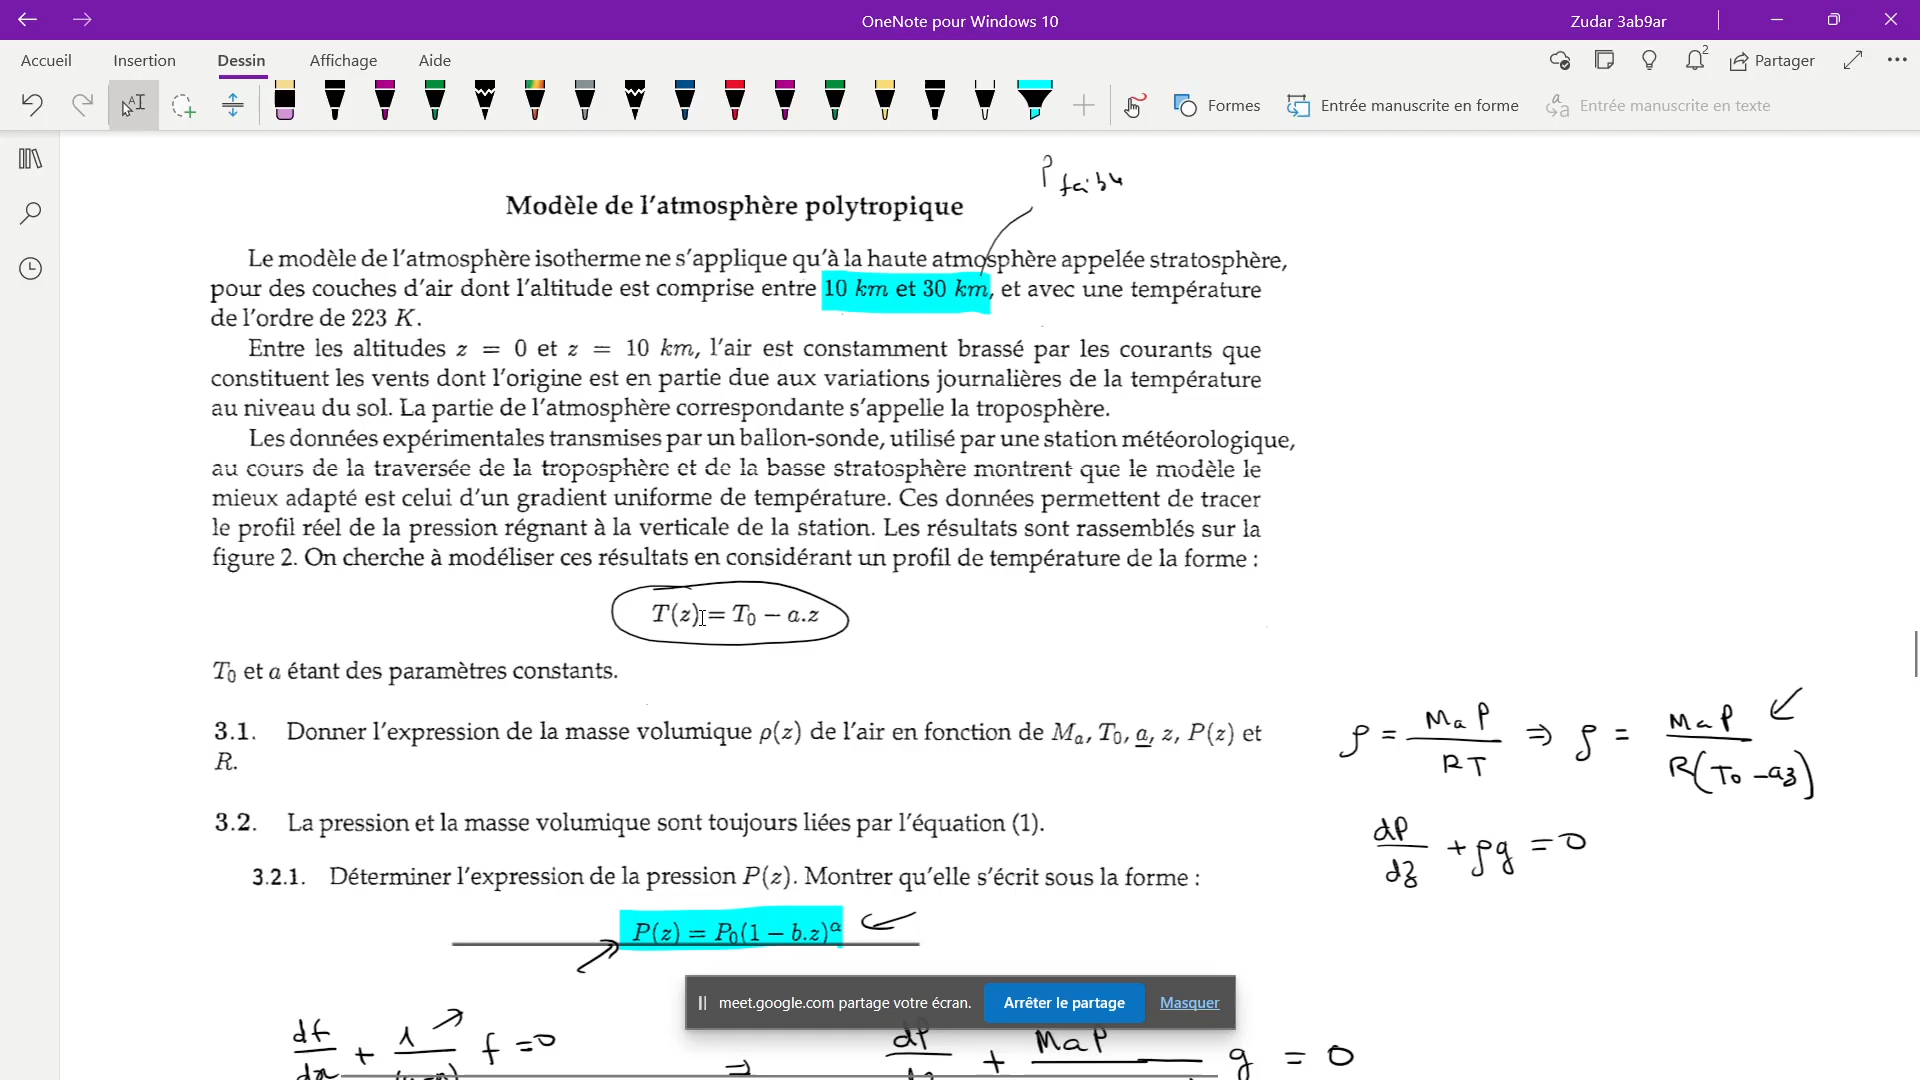 OneNote pour Windows 10
Zudar 3ab9ar
Accueil Insertion Dessin Affichage Aide
2 Partager
Formes Entrée manuscrite en forme Entrée manuscrite en texte
P faible
Modèle de l'atmosphère polytropique
Le modèle de l'atmosphère isotherme ne s'applique qu'à la haute atmosphère appelée stratosphère,
pour des couches d'air dont l'altitude est comprise entre 10 km et 30 km, et avec une température
de l'ordre de 223 K.
Entre les altitudes z = 0 et z = 10 km, l'air est constamment brassé par les courants que
constituent les vents dont l'origine est en partie due aux variations journalières de la température
au niveau du sol. La partie de l'atmosphère correspondante s'appelle la troposphère.
Les données expérimentales transmises par un ballon-sonde, utilisé par une station météorologique,
au cours de la traversée de la troposphère et de la basse stratosphère montrent que le modèle le
mieux adapté est celui d'un gradient uniforme de température. Ces données permettent de tracer
le profil réel de la pression régnant à la verticale de la station. Les résultats sont rassemblés sur la
figure 2. On cherche à modéliser ces résultats en considérant un profil de température de la forme :
T(z) = T₀ − a.z
T₀ et a étant des paramètres constants.
3.1. Donner l'expression de la masse volumique ρ(z) de l'air en fonction de Mₐ, T₀, a, z, P(z) et
R.
ρ = MaP / RT ⇒ ρ = MaP / R(T₀ − az)
3.2. La pression et la masse volumique sont toujours liées par l'équation (1).
dP/dz + ρg = 0
3.2.1. Déterminer l'expression de la pression P(z). Montrer qu'elle s'écrit sous la forme :
P(z) = P₀(1 − b.z)^α
meet.google.com partage votre écran. Arrêter le partage Masquer
df + 1 f = 0 ⇒ dP + MaP g = 0